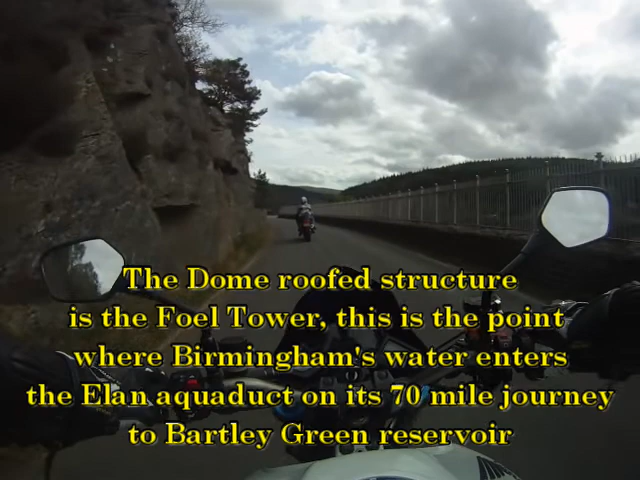 The Dome roofed structure
is the Foel Tower, this is the point
where Birmingham's water enters
the Elan aquaduct on its 70 mile journey
to Bartley Green reservoir